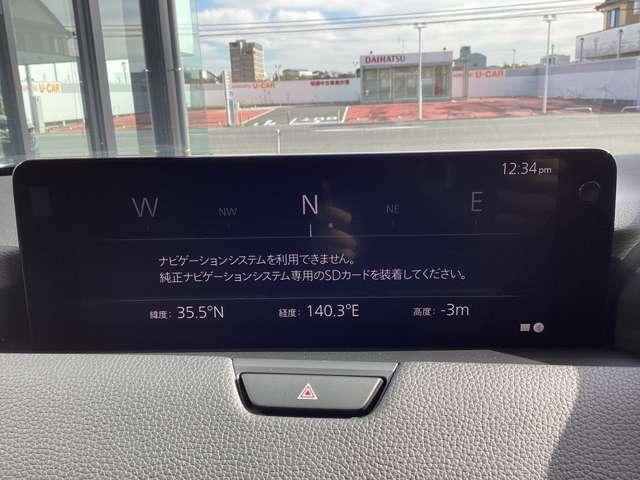 DAIHATSU
U-CAR
U-CAR
12:34pm
W NW N NE E
ナビゲーションシステムを利用できません。
純正ナビゲーションシステム専用のSDカードを装着してください。
緯度: 35.5°N 経度: 140.3°E 高度: -3m